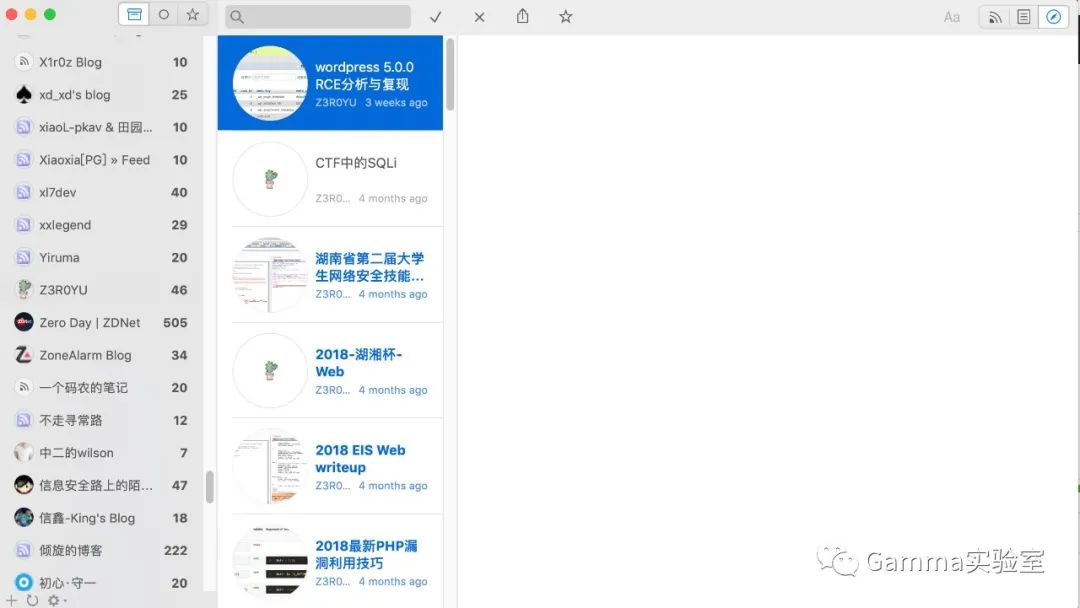 Aa
X1r0z Blog 10
xd_xd's blog 25
xiaoL-pkav & 田园... 10
Xiaoxia[PG] » Feed 10
xl7dev 40
xxlegend 29
Yiruma 20
Z3R0YU 46
Zero Day | ZDNet 505
ZoneAlarm Blog 34
一个码农的笔记 20
不走寻常路 12
中二的wilson 7
信息安全路上的陌... 47
信鑫-King's Blog 18
倾旋的博客 222
初心·守一 20
wordpress 5.0.0
RCE分析与复现
Z3R0YU 3 weeks ago
CTF中的SQLi
Z3R0... 4 months ago
湖南省第二届大学
生网络安全技能...
Z3R0... 4 months ago
2018-湖湘杯-
Web
Z3R0... 4 months ago
2018 EIS Web
writeup
Z3R0... 4 months ago
2018最新PHP漏
洞利用技巧
Z3R0... 4 months ago
Gamma实验室